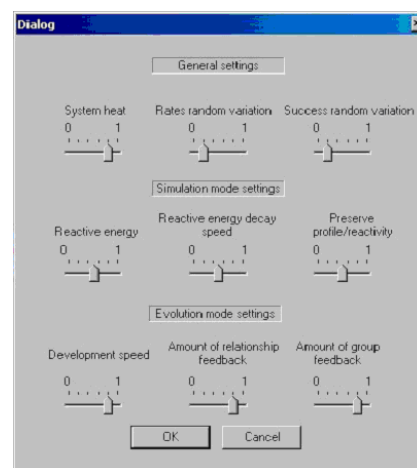 Dialog
General settings
System heat Rates random variation Success random variation
0 1 0 1 0 1
Simulation mode settings
Reactive energy Reactive energy decay speed Preserve profile/reactivity
0 1 0 1 0 1
Evolution mode settings
Development speed Amount of relationship feedback Amount of group feedback
0 1 0 1 0 1
OK Cancel